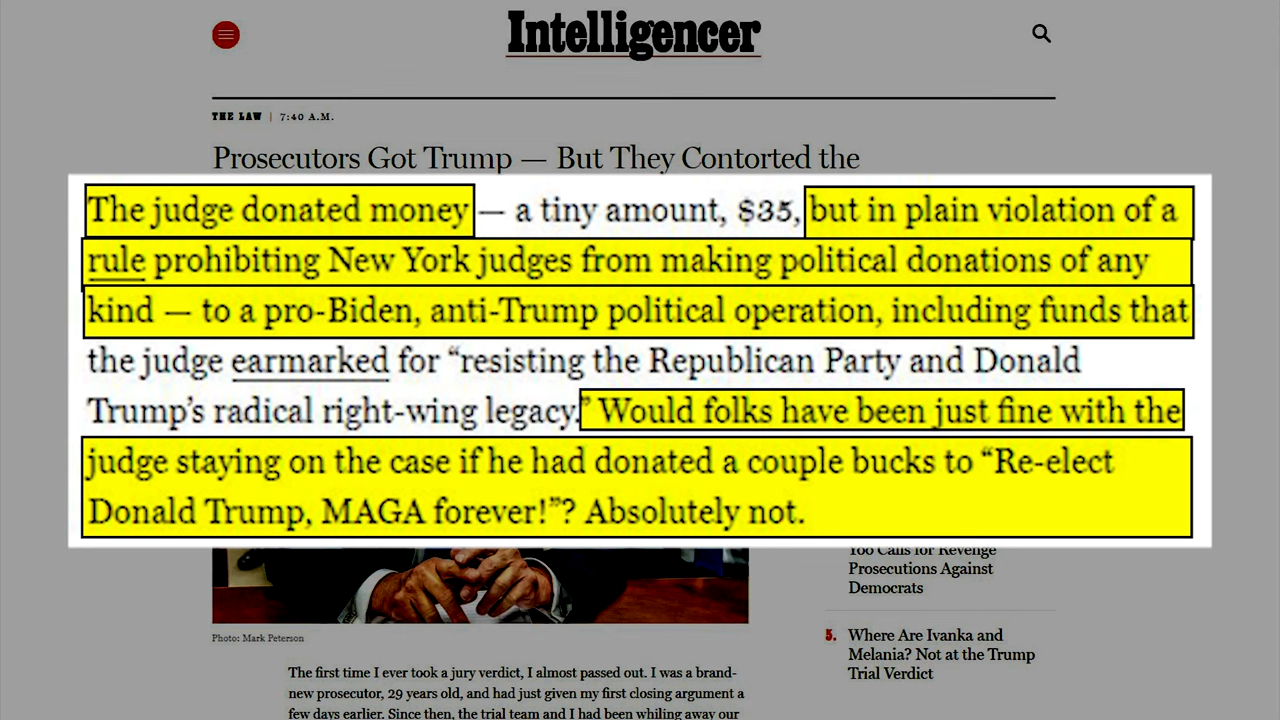 Intelligencer
THE LAW | 7:40 A.M.
Prosecutors Got Trump — But They Contorted the
The judge donated money — a tiny amount, $35, but in plain violation of a
rule prohibiting New York judges from making political donations of any
kind — to a pro-Biden, anti-Trump political operation, including funds that
the judge earmarked for “resisting the Republican Party and Donald
Trump’s radical right-wing legacy.” Would folks have been just fine with the
judge staying on the case if he had donated a couple bucks to “Re-elect
Donald Trump, MAGA forever!”? Absolutely not.
Yoo Calls for Revenge
Prosecutions Against
Democrats
5. Where Are Ivanka and
Melania? Not at the Trump
Trial Verdict
Photo: Mark Peterson
The first time I ever took a jury verdict, I almost passed out. I was a brand-
new prosecutor, 29 years old, and had just given my first closing argument a
few days earlier. Since then, the trial team and I had been whiling away our